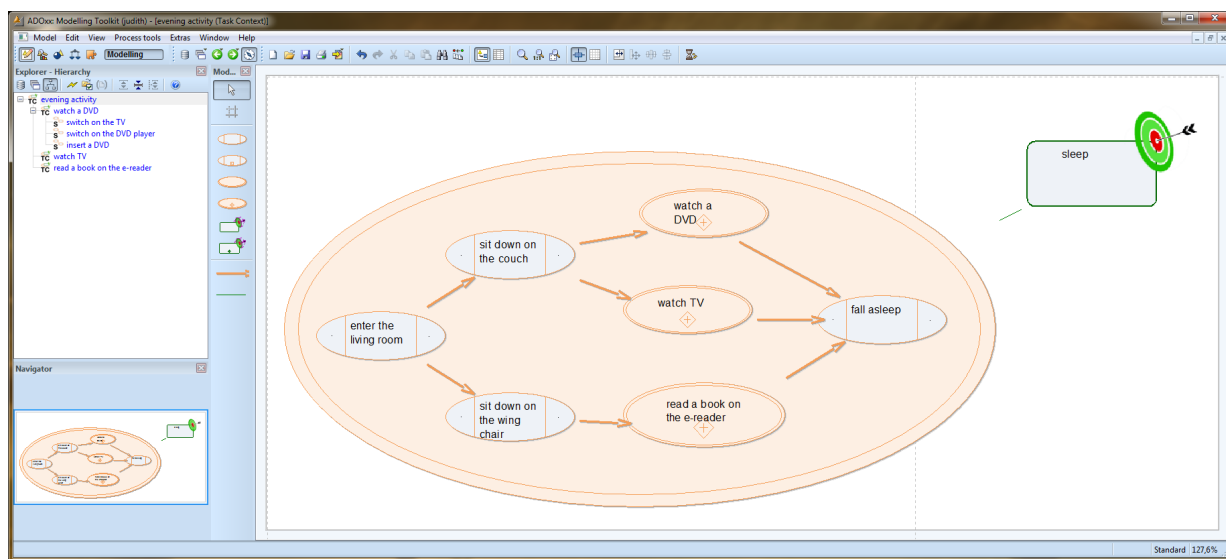 ADOxx: Modelling Toolkit (judith) - [evening activity (Task Context)]
Model Edit View Process tools Extras Window Help
Modelling
Explorer - Hierarchy
Mod...
evening activity
watch a DVD
switch on the TV
switch on the DVD player
insert a DVD
watch TV
read a book on the e-reader
Navigator
sleep
watch a
DVD
sit down on
the couch
watch TV
fall asleep
enter the
living room
sit down on
the wing
chair
read a book on
the e-reader
Standard 127,6%